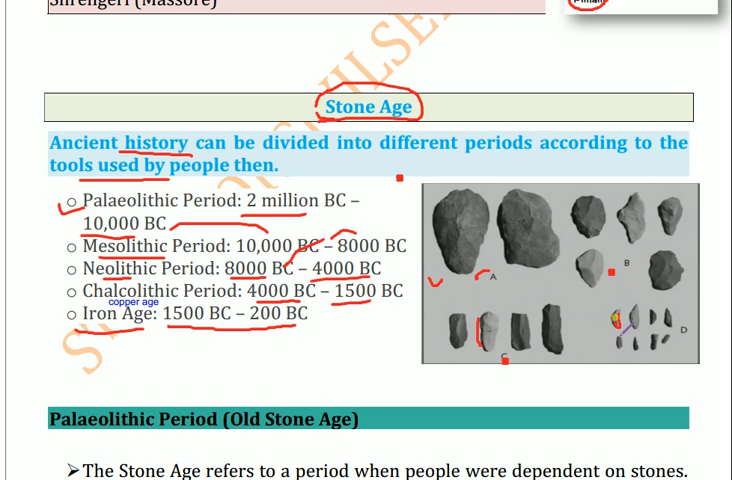 Shrengeri (Massore)
Stone Age
Ancient history can be divided into different periods according to the
tools used by people then.
o Palaeolithic Period: 2 million BC –
10,000 BC
o Mesolithic Period: 10,000 BC – 8000 BC
o Neolithic Period: 8000 BC – 4000 BC
o Chalcolithic Period: 4000 BC – 1500 BC
copper age
o Iron Age: 1500 BC – 200 BC
A
B
C
D
Palaeolithic Period (Old Stone Age)
➤The Stone Age refers to a period when people were dependent on stones.